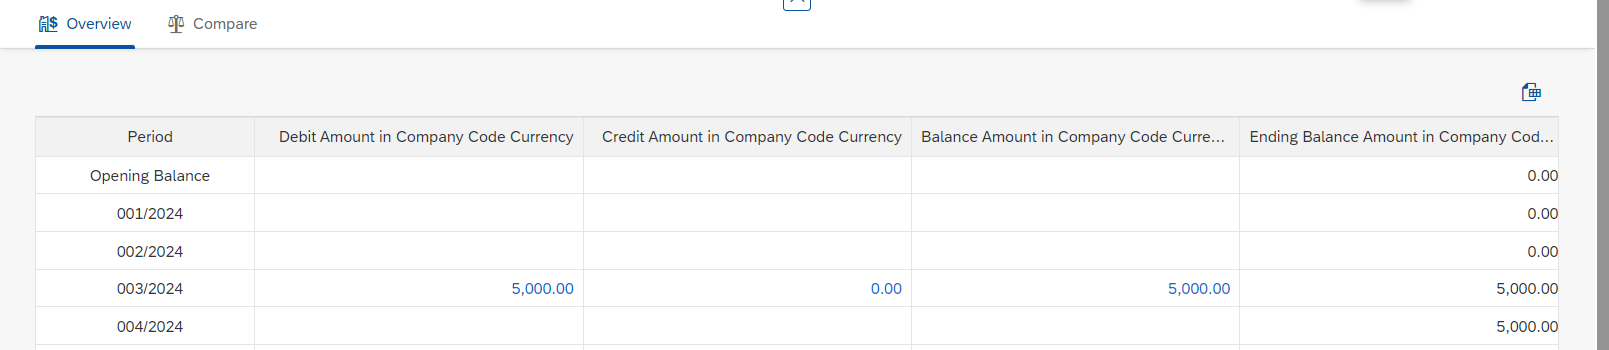 Overview Compare
Period Debit Amount in Company Code Currency Credit Amount in Company Code Currency Balance Amount in Company Code Curre... Ending Balance Amount in Company Cod...
Opening Balance 0.00
001/2024 0.00
002/2024 0.00
003/2024 5,000.00 0.00 5,000.00 5,000.00
004/2024 5,000.00